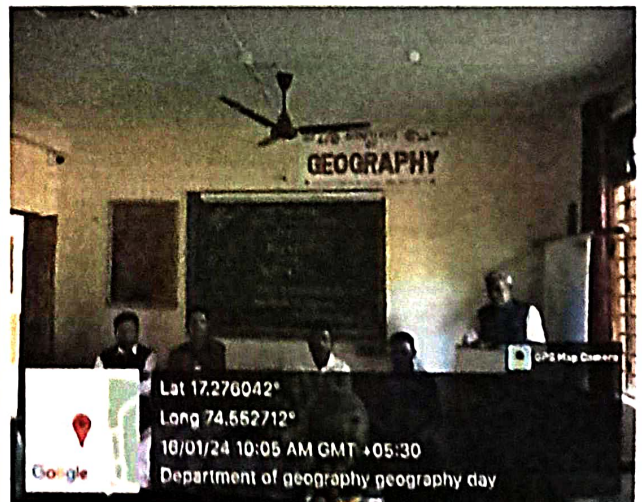 GEOGRAPHY
GPS Map Camera
Lat 17.276042°
Long 74.552712°
16/01/24 10:05 AM GMT +05:30
Google
Department of geography geography day